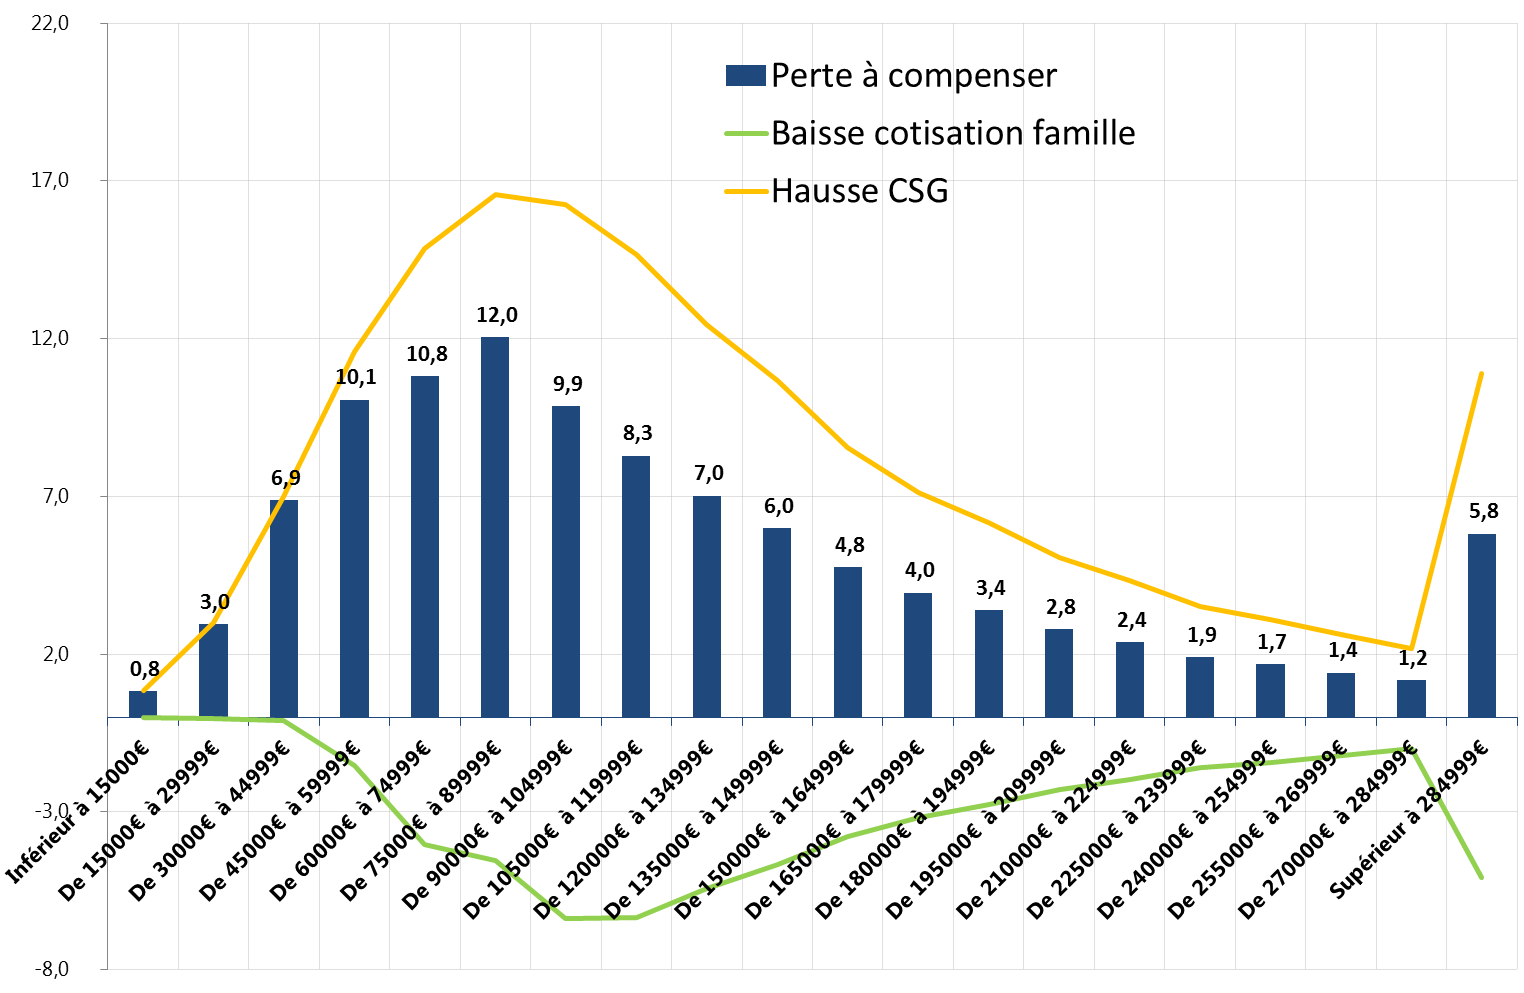 22,0
17,0
12,0
7,0
2,0
-3,0
-8,0
Perte à compenser
Baisse cotisation famille
Hausse CSG
0,8
3,0
6,9
10,1
10,8
12,0
9,9
8,3
7,0
6,0
4,8
4,0
3,4
2,8
2,4
1,9
1,7
1,4
1,2
5,8
Inférieur à 15000€
De 15000€ à 29999€
De 30000€ à 44999€
De 45000€ à 59999€
De 60000€ à 74999€
De 75000€ à 89999€
De 90000€ à 104999€
De 105000€ à 119999€
De 120000€ à 134999€
De 135000€ à 149999€
De 150000€ à 164999€
De 165000€ à 179999€
De 180000€ à 194999€
De 195000€ à 209999€
De 210000€ à 224999€
De 225000€ à 239999€
De 240000€ à 254999€
De 255000€ à 269999€
De 270000€ à 284999€
Supérieur à 284999€